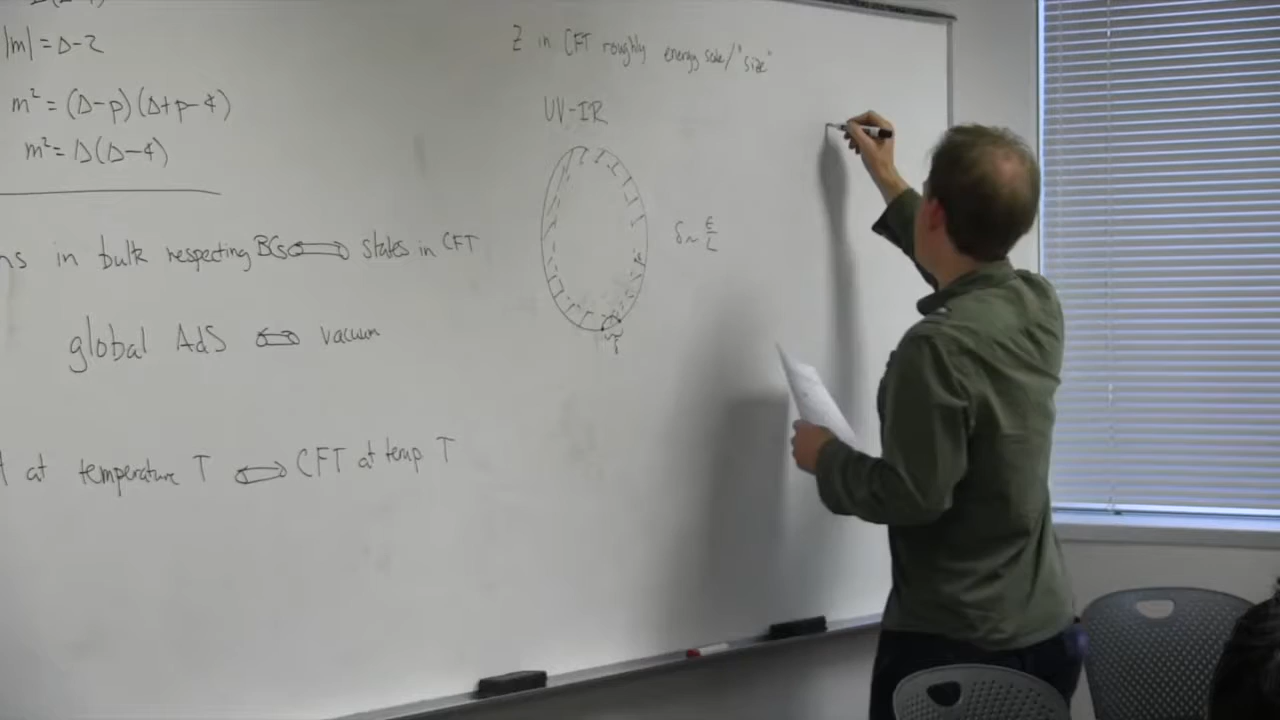 |m| = Δ-2
m² = (Δ-p)(Δ+p-4)
m² = Δ(Δ-4)
ns in bulk respecting BCs ⟺ states in CFT
global AdS ⟺ vacuum
at temperature T ⟺ CFT at temp T
Z in CFT roughly energy scale/"size"
UV-IR
δ~ε/L